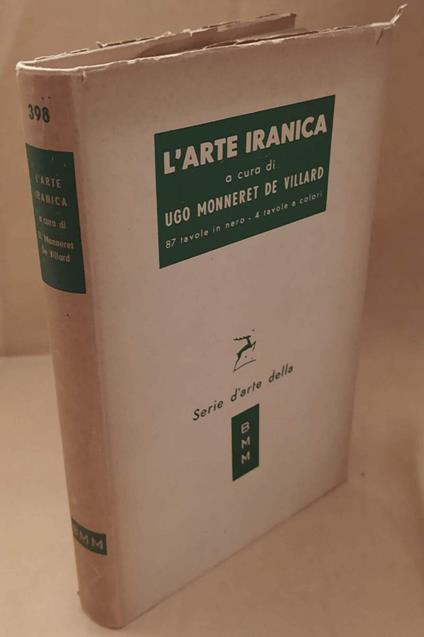 398
L'ARTE
IRANICA
a cura di
U. Monneret
De Villard
BMM
L'ARTE IRANICA
a cura di
UGO MONNERET DE VILLARD
87 tavole in nero - 4 tavole a colori
Serie d'arte della
B
M
M